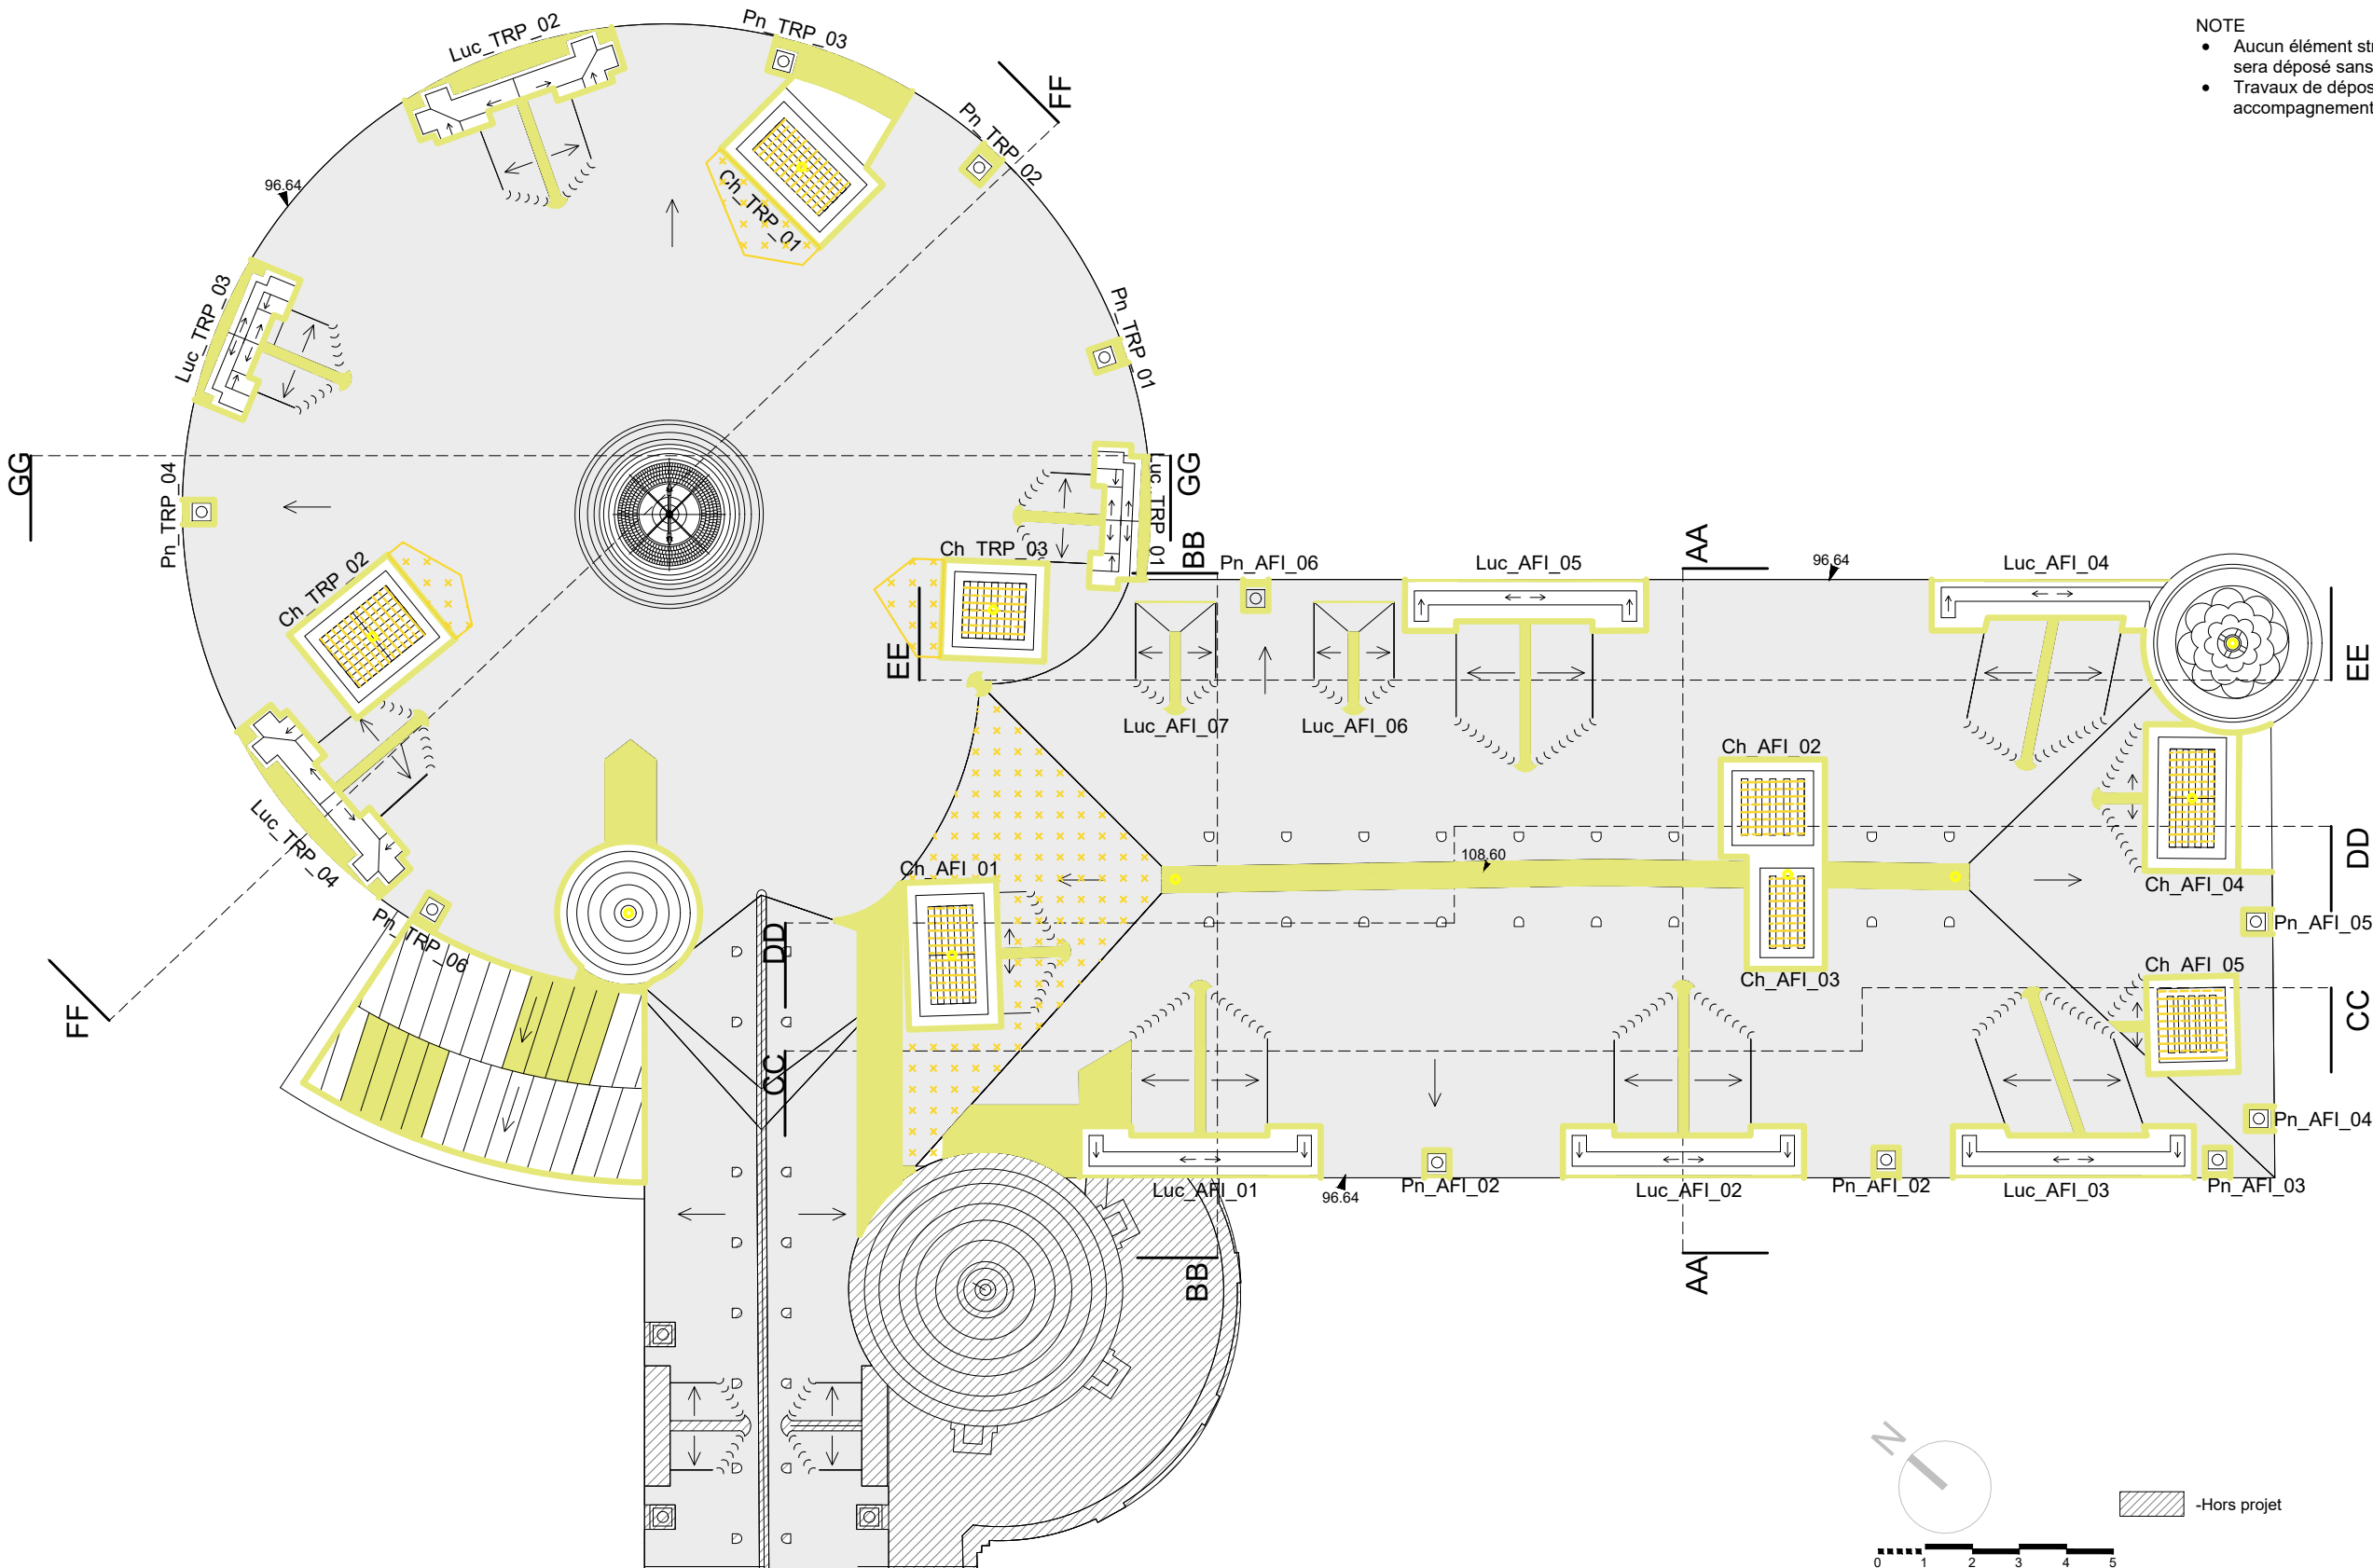 NOTE
• Aucun élément
sera déposé sans
• Travaux de
accompagnement
Luc_TRP_02
Pn_TRP_03
FF
Pn_TRP_02
96.64
Ch_TRP_01
Luc_TRP_03
Pn_TRP_01
GG
Pn_TRP_04
Luc_TRP_01
GG
BB
Ch_TRP_03
Pn_AFI_06
Luc_AFI_05
AA
96.64
Luc_AFI_04
Ch_TRP_02
EE
EE
Luc_AFI_07
Luc_AFI_06
Ch_AFI_02
Luc_TRP_04
108.60
Ch_AFI_01
DD
Ch_AFI_04
Pn_TRP_06
DD
Pn_AFI_05
Ch_AFI_03
Ch_AFI_05
FF
CC
CC
Pn_AFI_04
Luc_AFI_01
96.64
Pn_AFI_02
Luc_AFI_02
Pn_AFI_02
Luc_AFI_03
Pn_AFI_03
BB
AA
N
-Hors projet
0 1 2 3 4 5